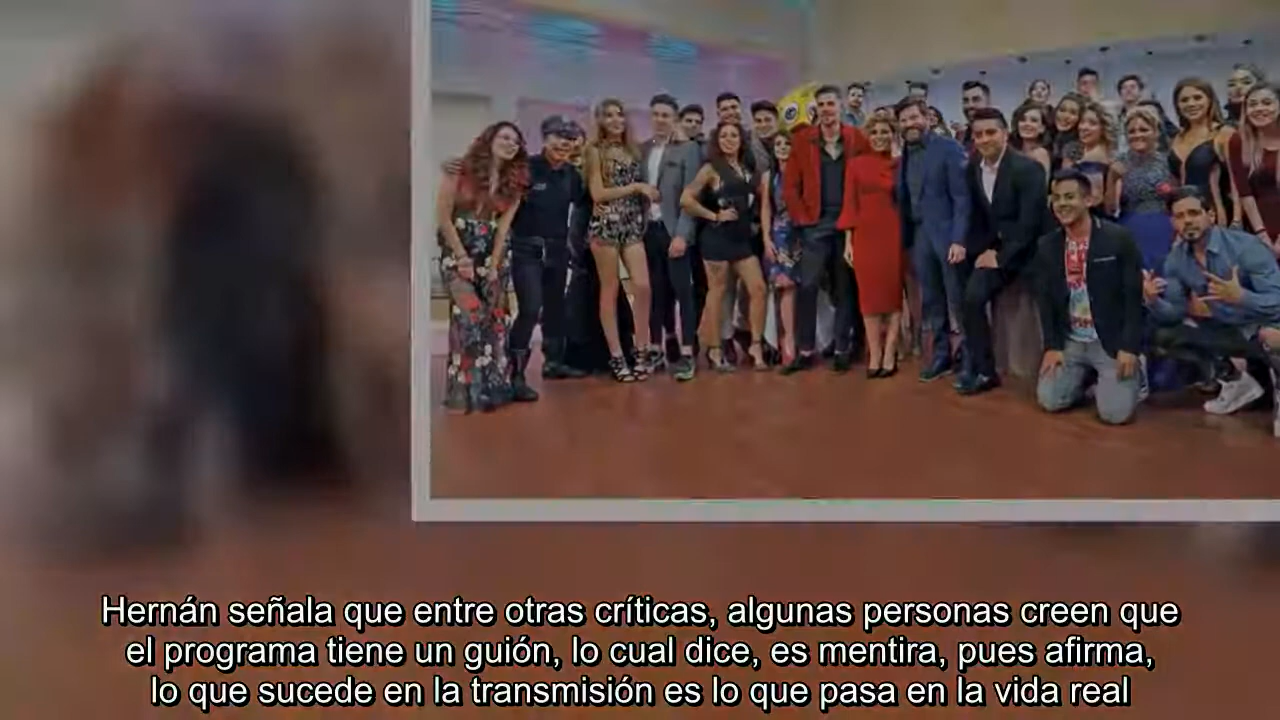 Hernán señala que entre otras críticas, algunas personas creen que
el programa tiene un guión, lo cual dice, es mentira, pues afirma,
lo que sucede en la transmisión es lo que pasa en la vida real